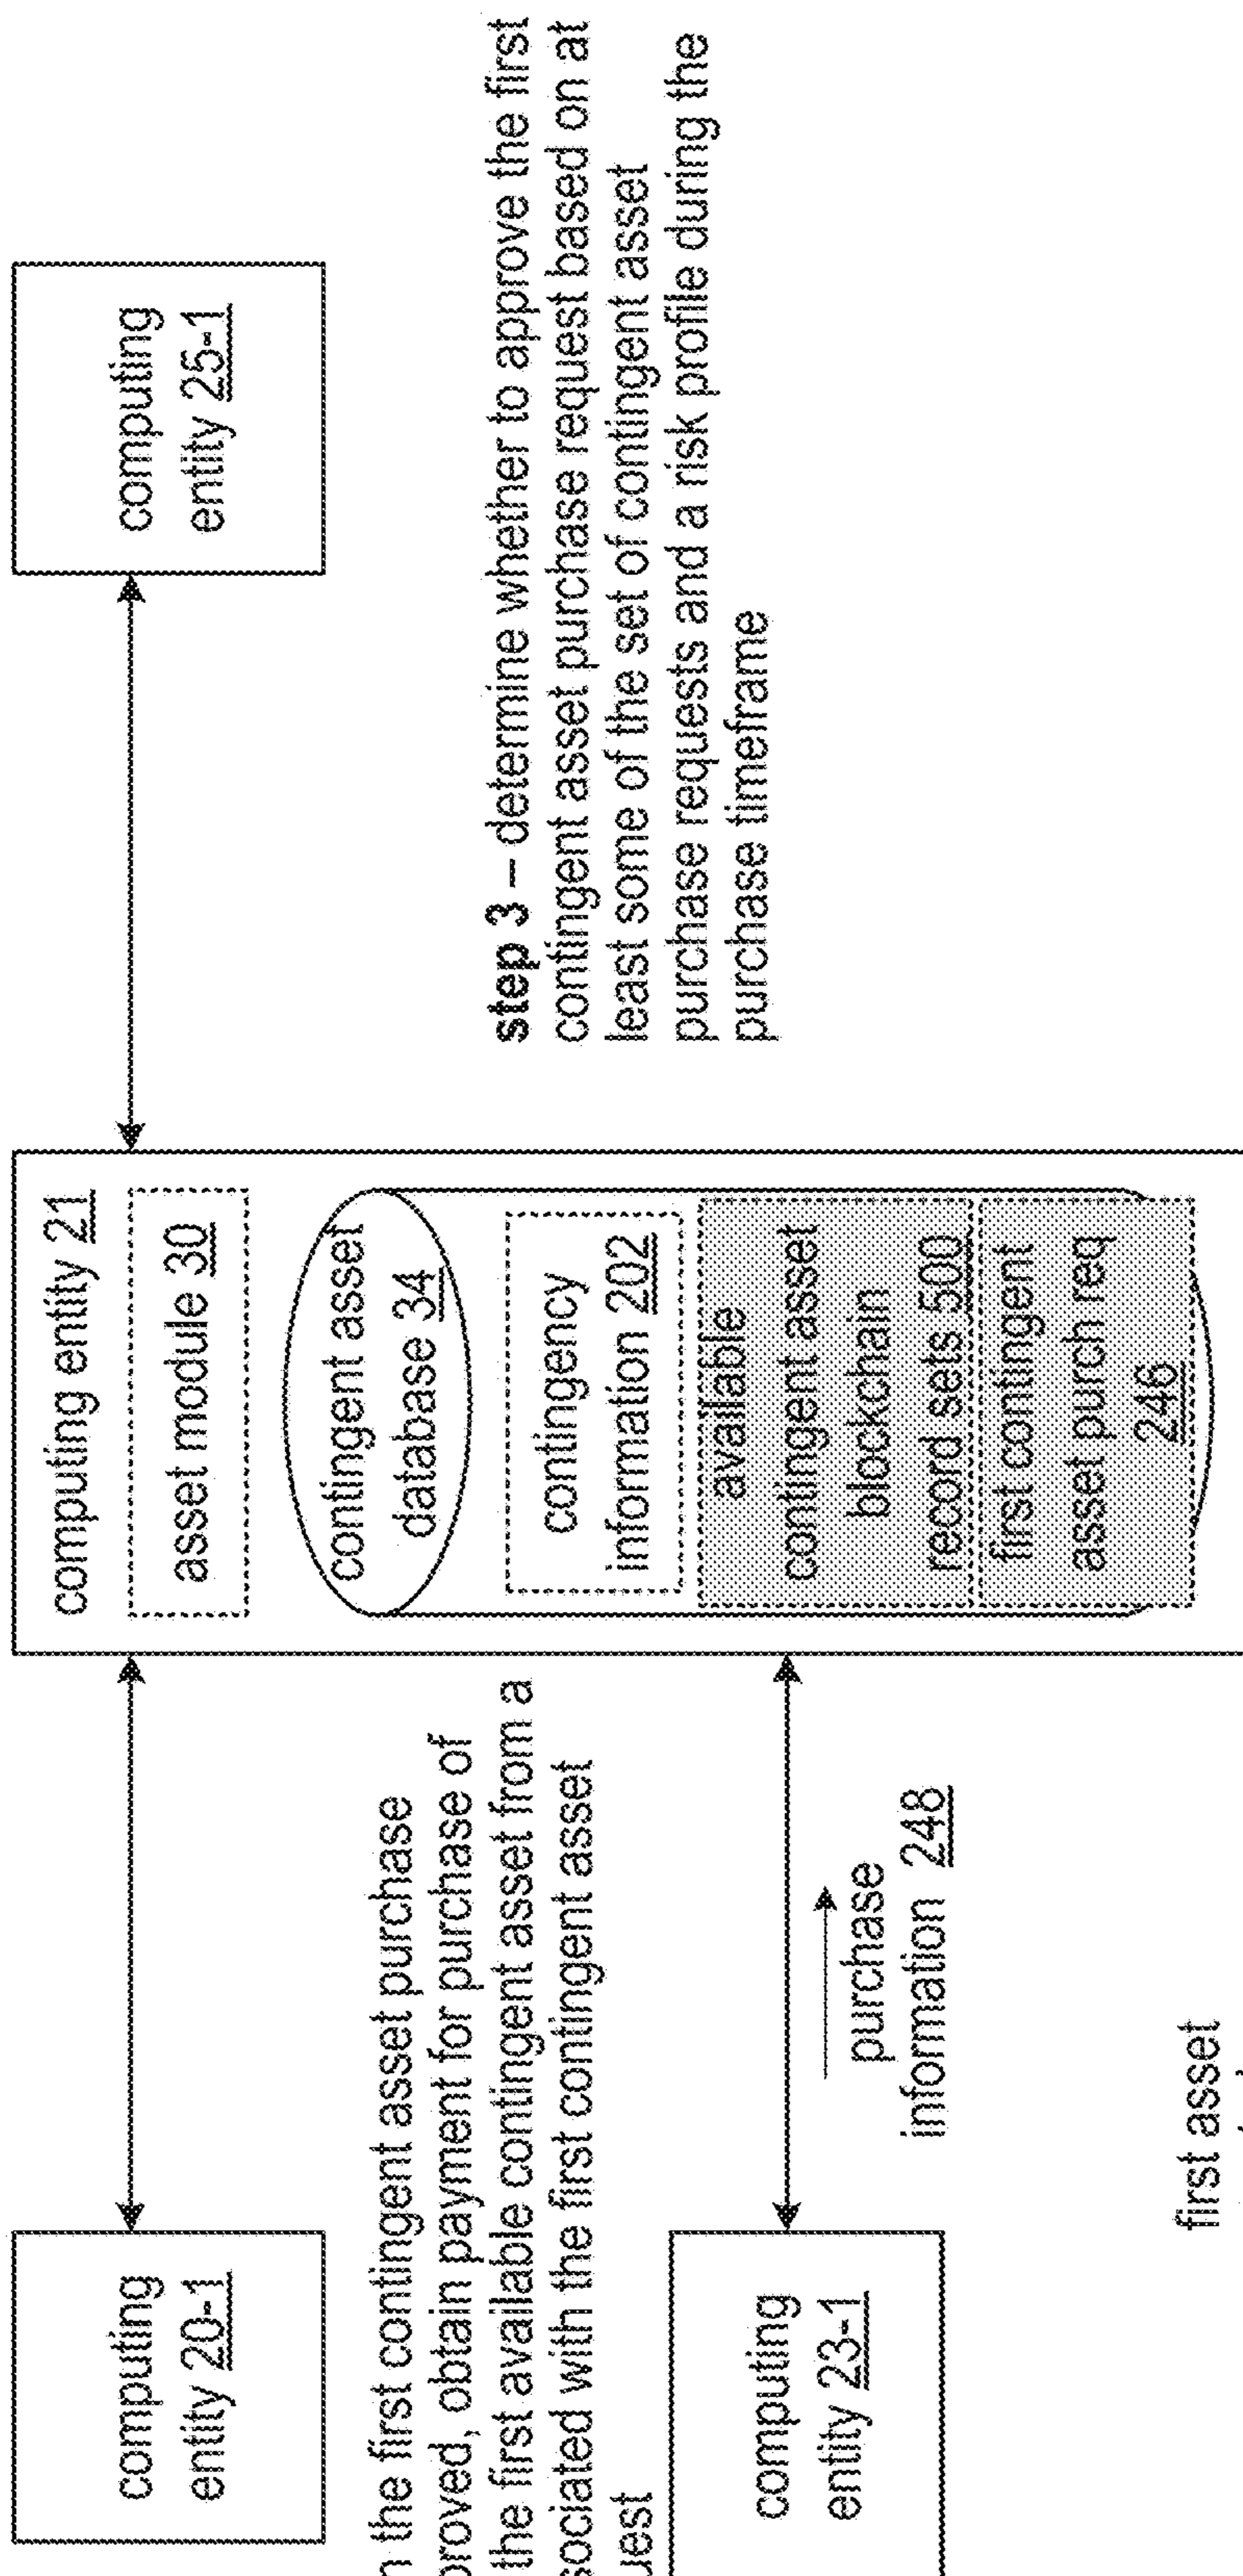 computing
entity 20-1
the first contingent asset purchase
obtain payment for purchase of
the first available contingent asset from a
with the first contingent asset
computing
entity 23-1
purchase
information 248
first asset
computing entity 21
asset module 30
contingent asset
database 34
contingency
information 202
available
contingent asset
blockchain
record sets 500
first contingent
asset purch req
246
computing
entity 25-1
step 3 – determine whether to approve the first
contingent asset purchase request based on at
least some of the set of contingent asset
purchase requests and a risk profile during the
purchase timeframe